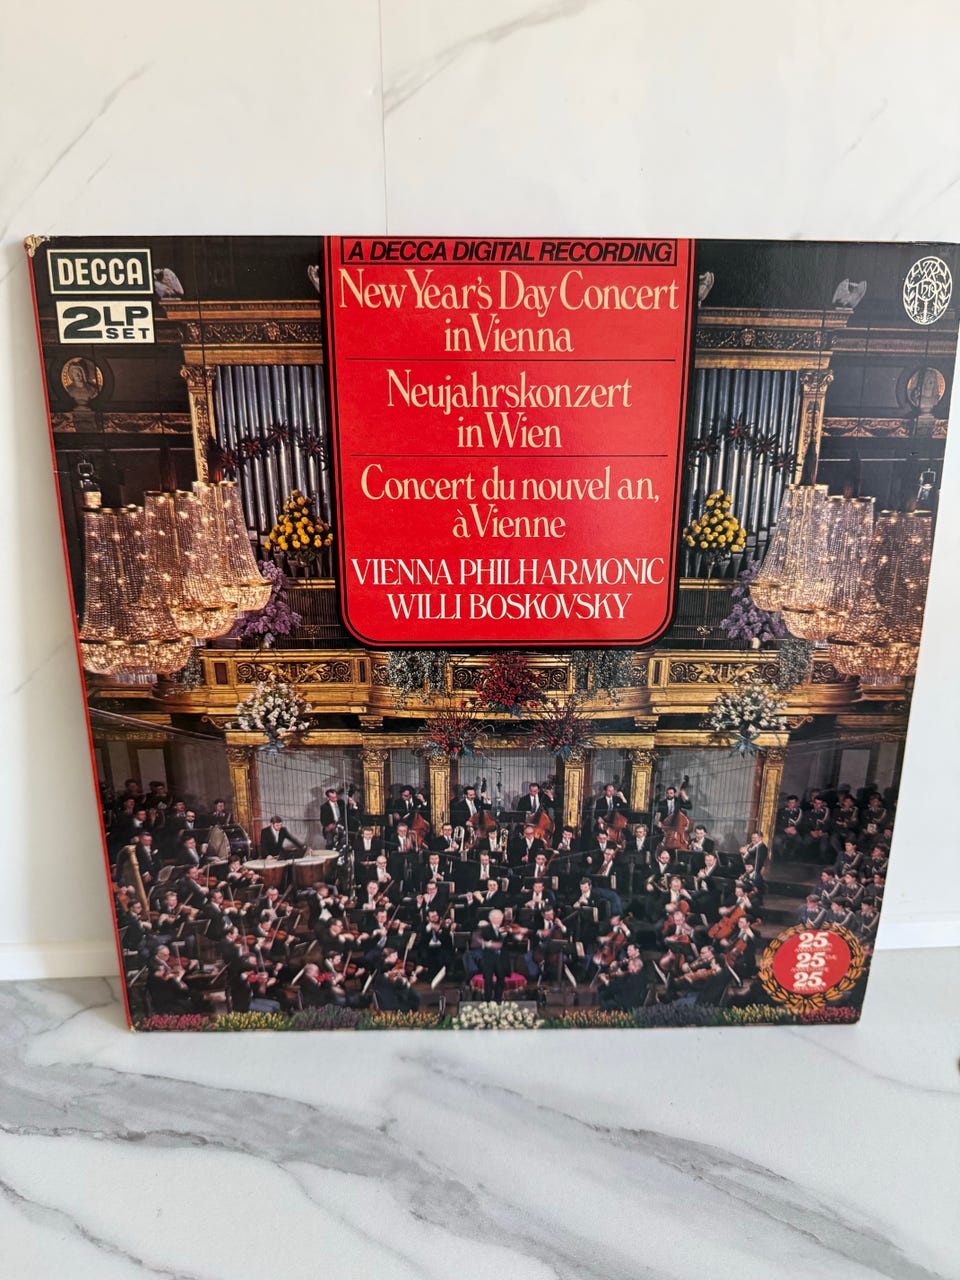 A DECCA DIGITAL RECORDING
DECCA
2LP
SET
New Year's Day Concert
in Vienna
Neujahrskonzert
in Wien
Concert du nouvel an,
à Vienne
VIENNA PHILHARMONIC
WILLI BOSKOVSKY
25
25
25.